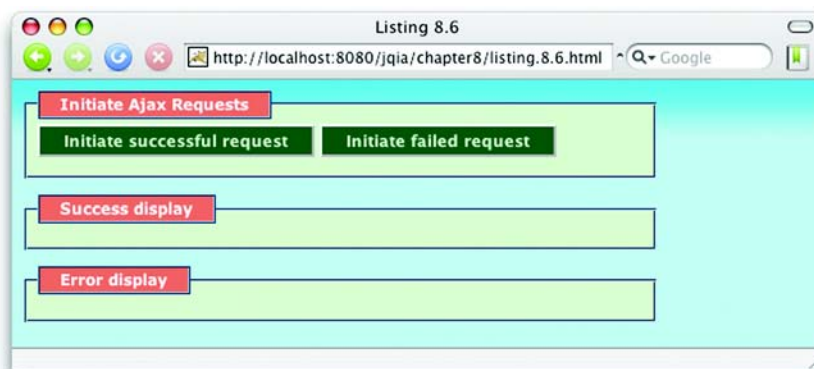 Listing 8.6
http://localhost:8080/jqia/chapter8/listing.8.6.html
Google
Initiate Ajax Requests
Initiate successful request
Initiate failed request
Success display
Error display